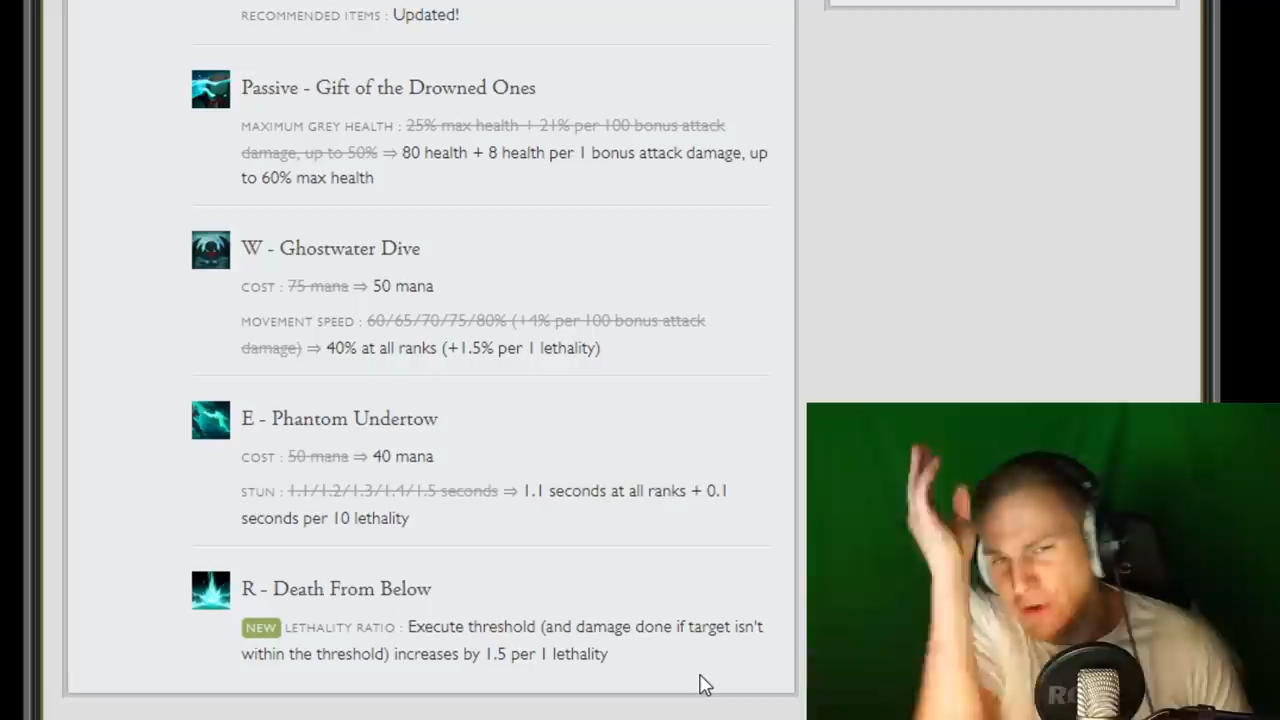 RECOMMENDED ITEMS : Updated!
Passive - Gift of the Drowned Ones
MAXIMUM GREY HEALTH : 25% max health + 21% per 100 bonus attack
damage, up to 50% ⇒ 80 health + 8 health per 1 bonus attack damage, up
to 60% max health
W - Ghostwater Dive
COST : 75 mana ⇒ 50 mana
MOVEMENT SPEED : 60/65/70/75/80% (+4% per 100 bonus attack
damage) ⇒ 40% at all ranks (+1.5% per 1 lethality)
E - Phantom Undertow
COST : 50 mana ⇒ 40 mana
STUN : 1.1/1.2/1.3/1.4/1.5 seconds ⇒ 1.1 seconds at all ranks + 0.1
seconds per 10 lethality
R - Death From Below
NEW LETHALITY RATIO : Execute threshold (and damage done if target isn't
within the threshold) increases by 1.5 per 1 lethality